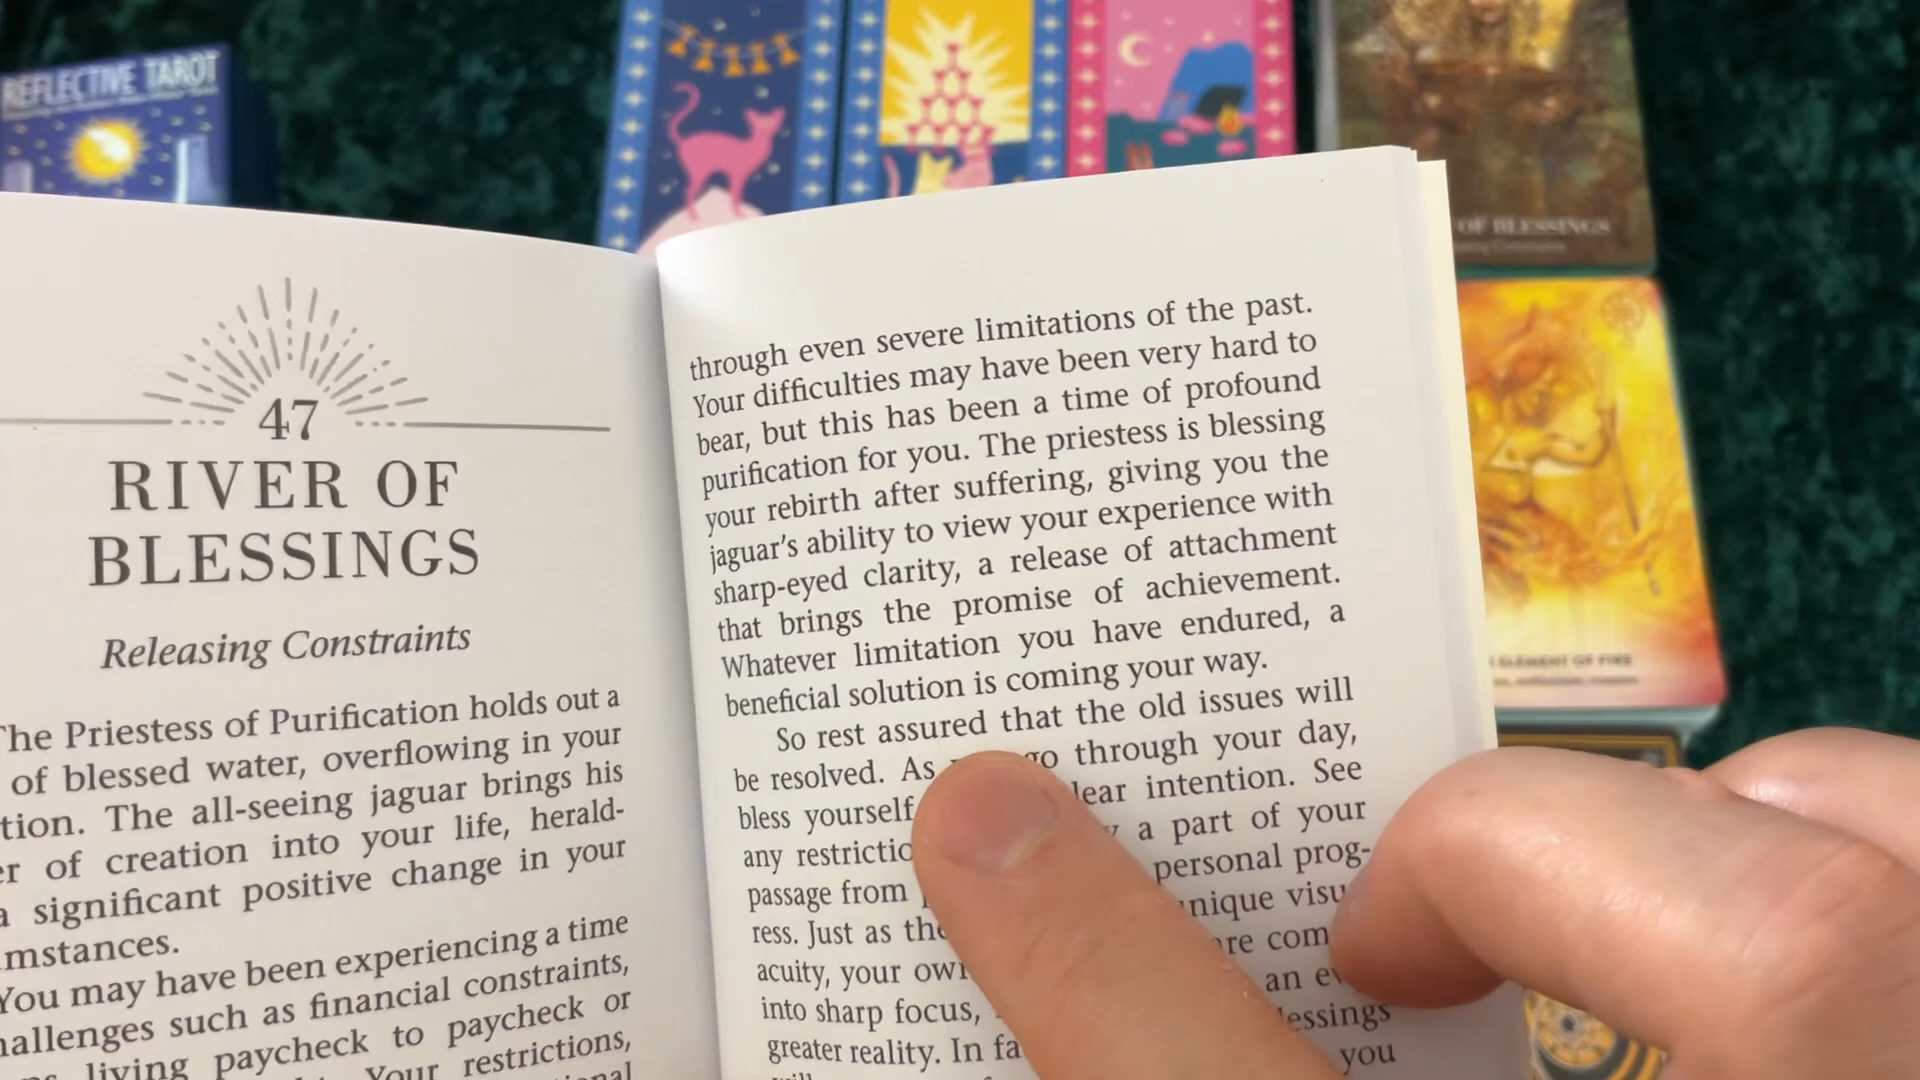 REFLECTIVE TAROT
OF BLESSINGS
ELEMENT OF FIRE
47
RIVER OF
BLESSINGS
Releasing Constraints
The Priestess of Purification holds out a
of blessed water, overflowing in your
tion. The all-seeing jaguar brings his
er of creation into your life, herald-
a significant positive change in your
mstances.
You may have been experiencing a time
hallenges such as financial constraints,
living paycheck to paycheck or
Your restrictions,
through even severe limitations of the past.
Your difficulties may have been very hard to
bear, but this has been a time of profound
purification for you. The priestess is blessing
your rebirth after suffering, giving you the
jaguar's ability to view your experience with
sharp-eyed clarity, a release of attachment
that brings the promise of achievement.
Whatever limitation you have endured, a
beneficial solution is coming your way.
So rest assured that the old issues will
be resolved. As go through your day,
bless yourself lear intention. See
any restrictio a part of your
passage from personal prog-
ress. Just as the nique visu
acuity, your own re com
into sharp focus, an ev
greater reality. In fa lessings
you